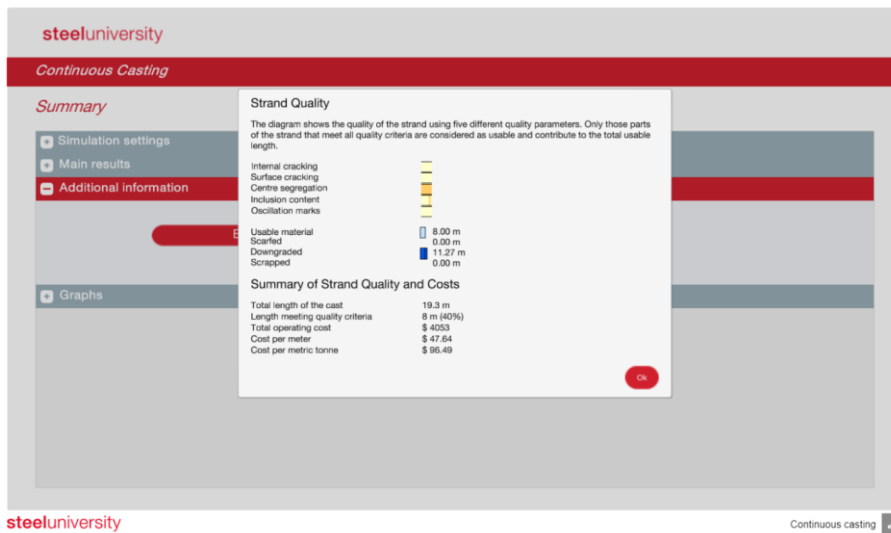 steeluniversity
Continuous Casting
Summary
Simulation settings
Main results
Additional information
Graphs
Strand Quality
The diagram shows the quality of the strand using five different quality parameters. Only those parts
of the strand that meet all quality criteria are considered as usable and contribute to the total usable
length.
Internal cracking
Surface cracking
Centre segregation
Inclusion content
Oscillation marks
Usable material 8.00 m
Scarfed 0.00 m
Downgraded 11.27 m
Scrapped 0.00 m
Summary of Strand Quality and Costs
Total length of the cast 19.3 m
Length meeting quality criteria 8 m (40%)
Total operating cost $ 4053
Cost per meter $ 47.64
Cost per metric tonne $ 96.49
Ok
steeluniversity
Continuous casting